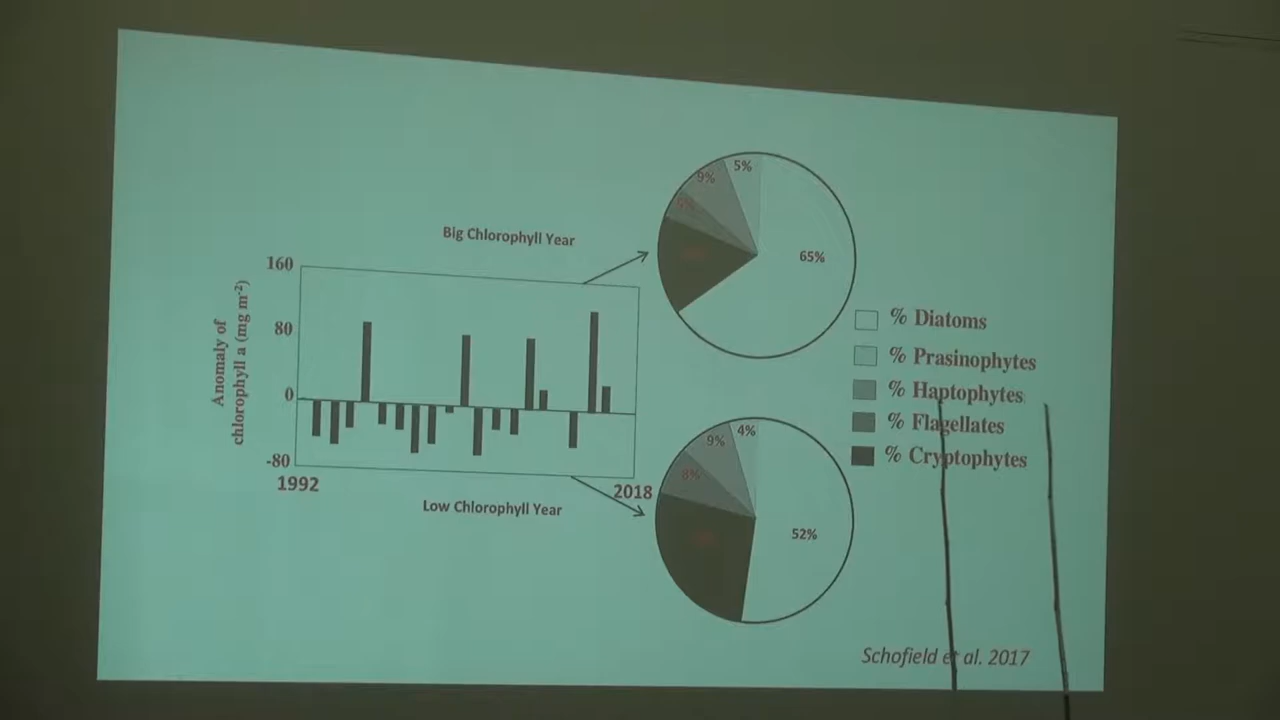 Big Chlorophyll Year
Anomaly of
chlorophyll a (mg m-2)
160
80
0
-80
1992
2018
Low Chlorophyll Year
5%
9%
65%
4%
9%
8%
52%
% Diatoms
% Prasinophytes
% Haptophytes
% Flagellates
% Cryptophytes
Schofield et al. 2017